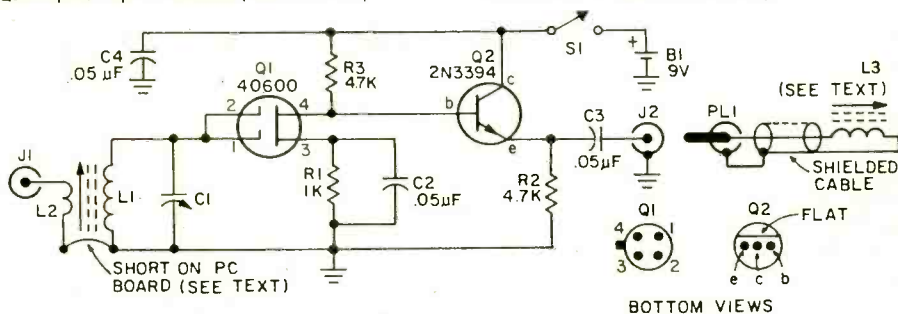 C4
.05 µF
Q1
40600
2
4
1
3
R3
4.7K
Q2
2N3394
b
c
e
S1
+
B1
9V
L3
(SEE TEXT)
C3
.05µF
J2
PL1
SHIELDED
CABLE
J1
L2
L1
C1
R1
1K
C2
.05µF
R2
4.7K
SHORT ON PC
BOARD (SEE TEXT)
Q1
4
1
3
2
Q2
FLAT
e
c
b
BOTTOM VIEWS